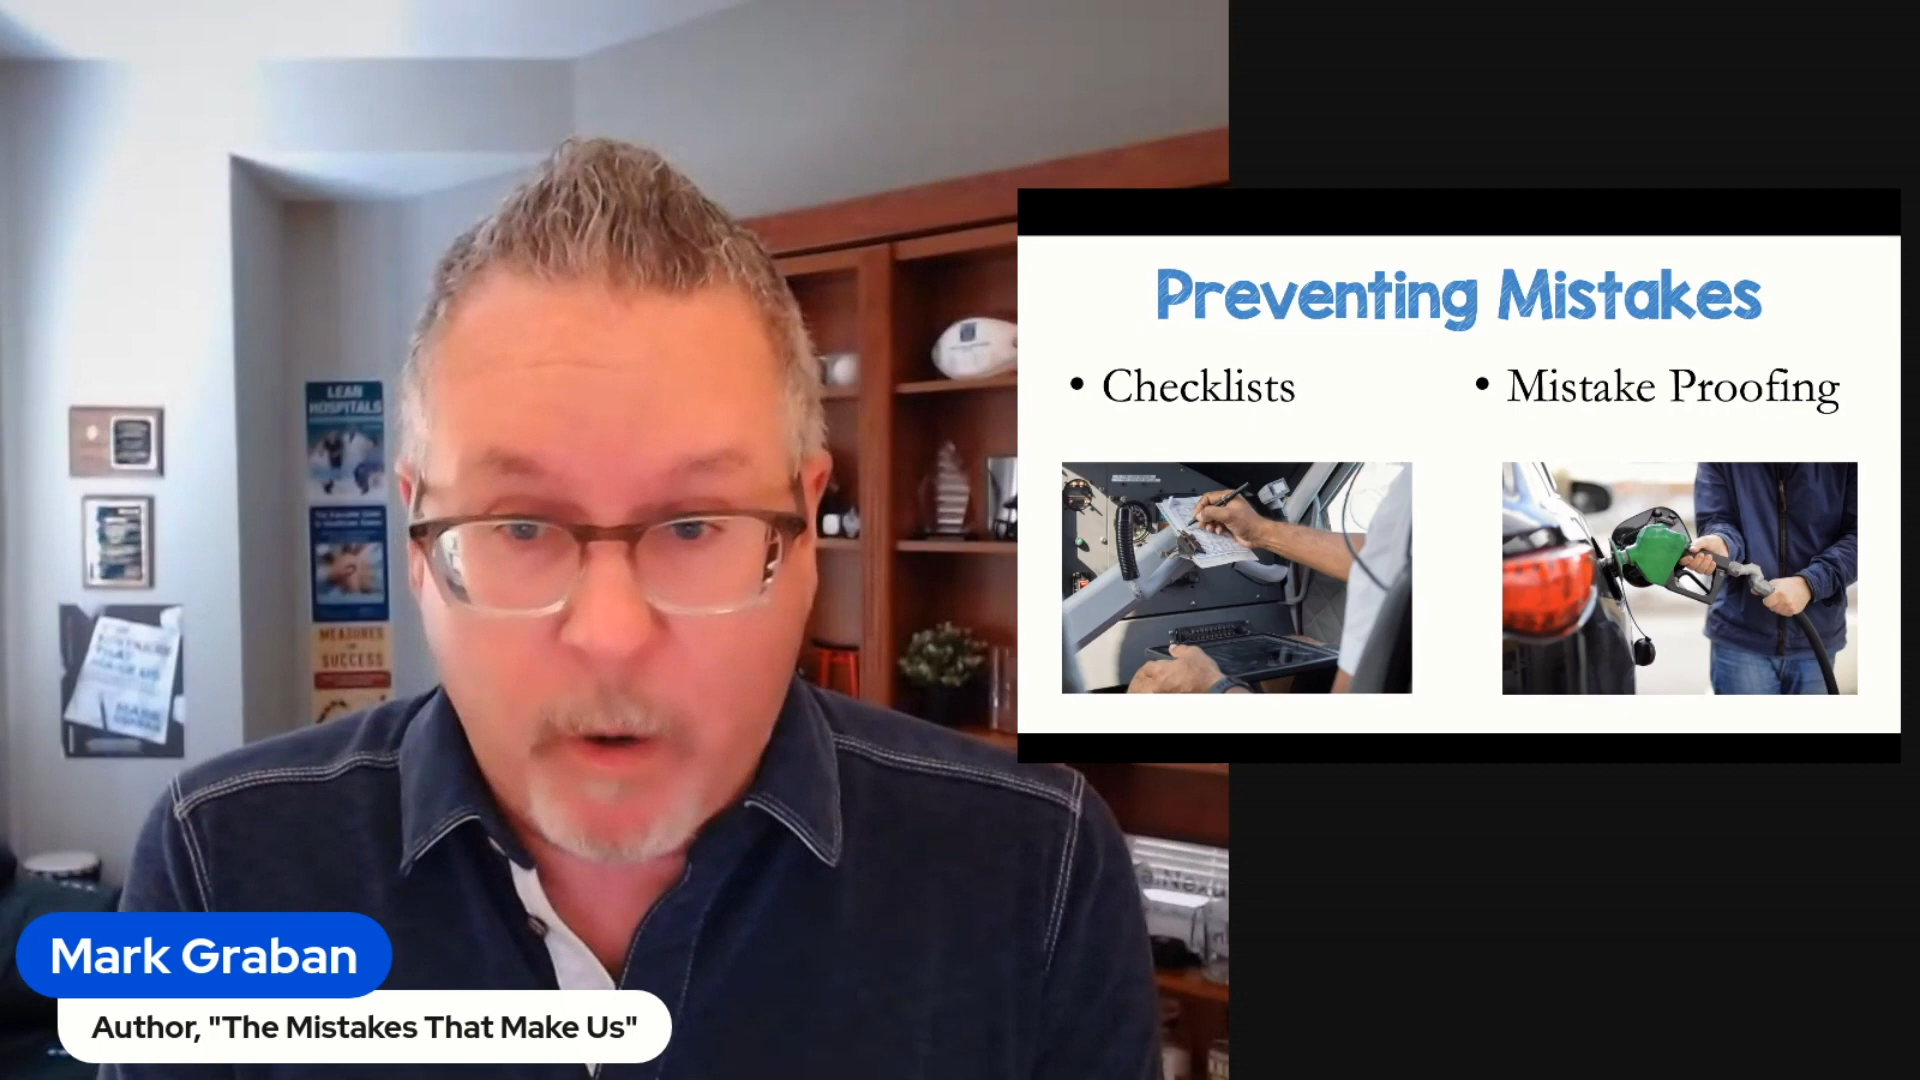 LEAN
HOSPITALS
MEASURES
SUCCESS
Preventing Mistakes
• Checklists
• Mistake Proofing
Mark Graban
Author, "The Mistakes That Make Us"